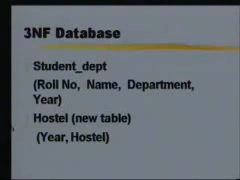 3NF Database
Student_dept
(Roll No, Name, Department,
Year)
Hostel (new table)
(Year, Hostel)